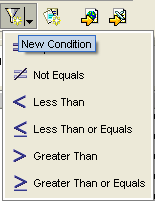 New Condition
Not Equals
Less Than
Less Than or Equals
Greater Than
Greater Than or Equals